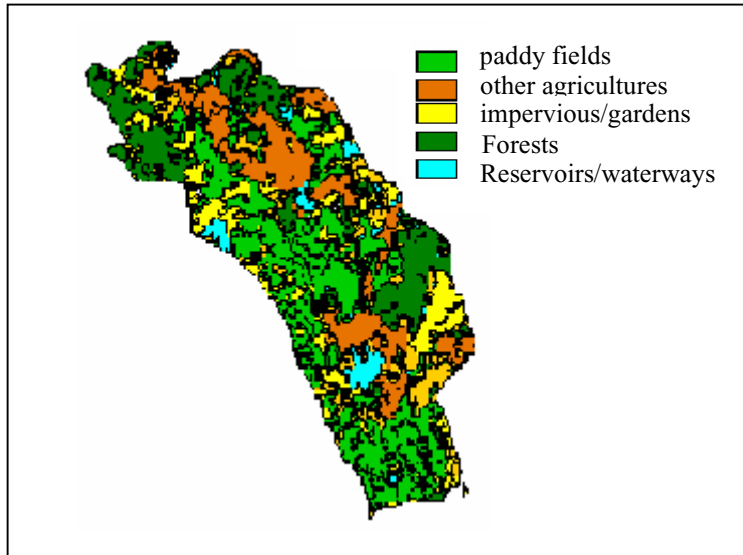 paddy fields
other agricultures
impervious/gardens
Forests
Reservoirs/waterways